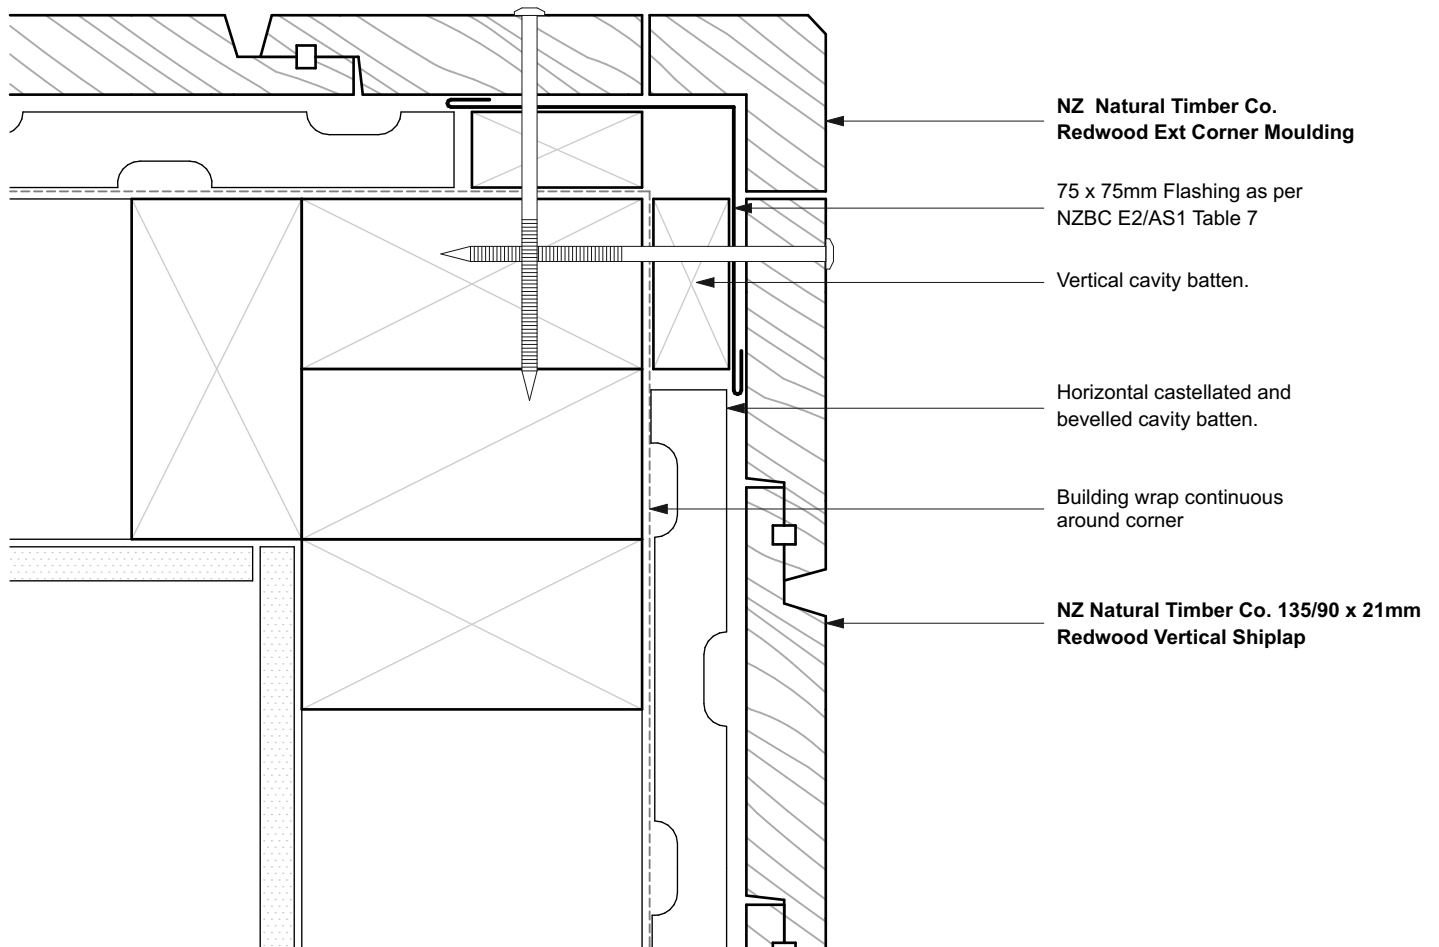 NZ Natural Timber Co.
Redwood Ext Corner Moulding
75 x 75mm Flashing as per
NZBC E2/AS1 Table 7
Vertical cavity batten.
Horizontal castellated and
bevelled cavity batten.
Building wrap continuous
around corner
NZ Natural Timber Co. 135/90 x 21mm
Redwood Vertical Shiplap